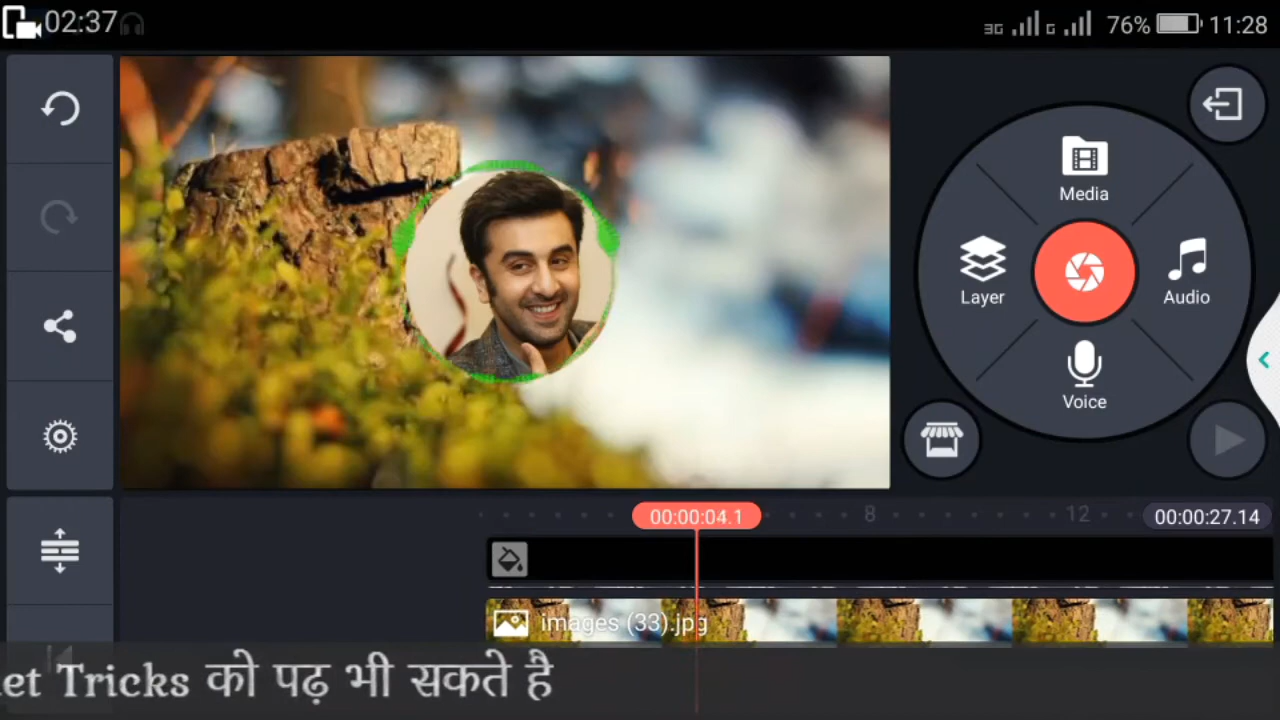 02:37
3G G 76% 11:28
Media
Layer
Audio
Voice
00:00:04.1
8
12
00:00:27.14
images (33).jpg
et Tricks को पढ़ भी सकते है